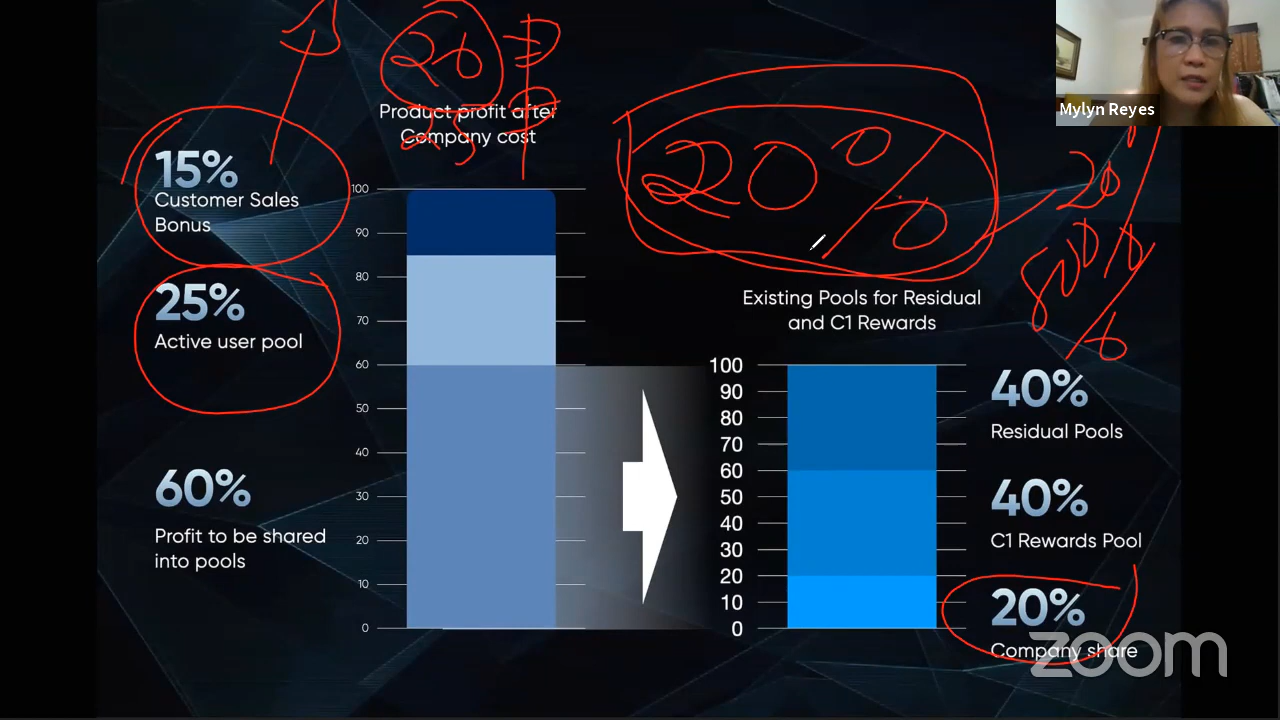 Mylyn Reyes
Product profit after
Company cost
15%
Customer Sales
Bonus
25%
Active user pool
60%
Profit to be shared
into pools
100
90
80
70
60
50
40
30
20
10
0
20%
20
80%
Existing Pools for Residual
and C1 Rewards
100
90
80
70
60
50
40
30
20
10
0
40%
Residual Pools
40%
C1 Rewards Pool
20%
Company share
zoom